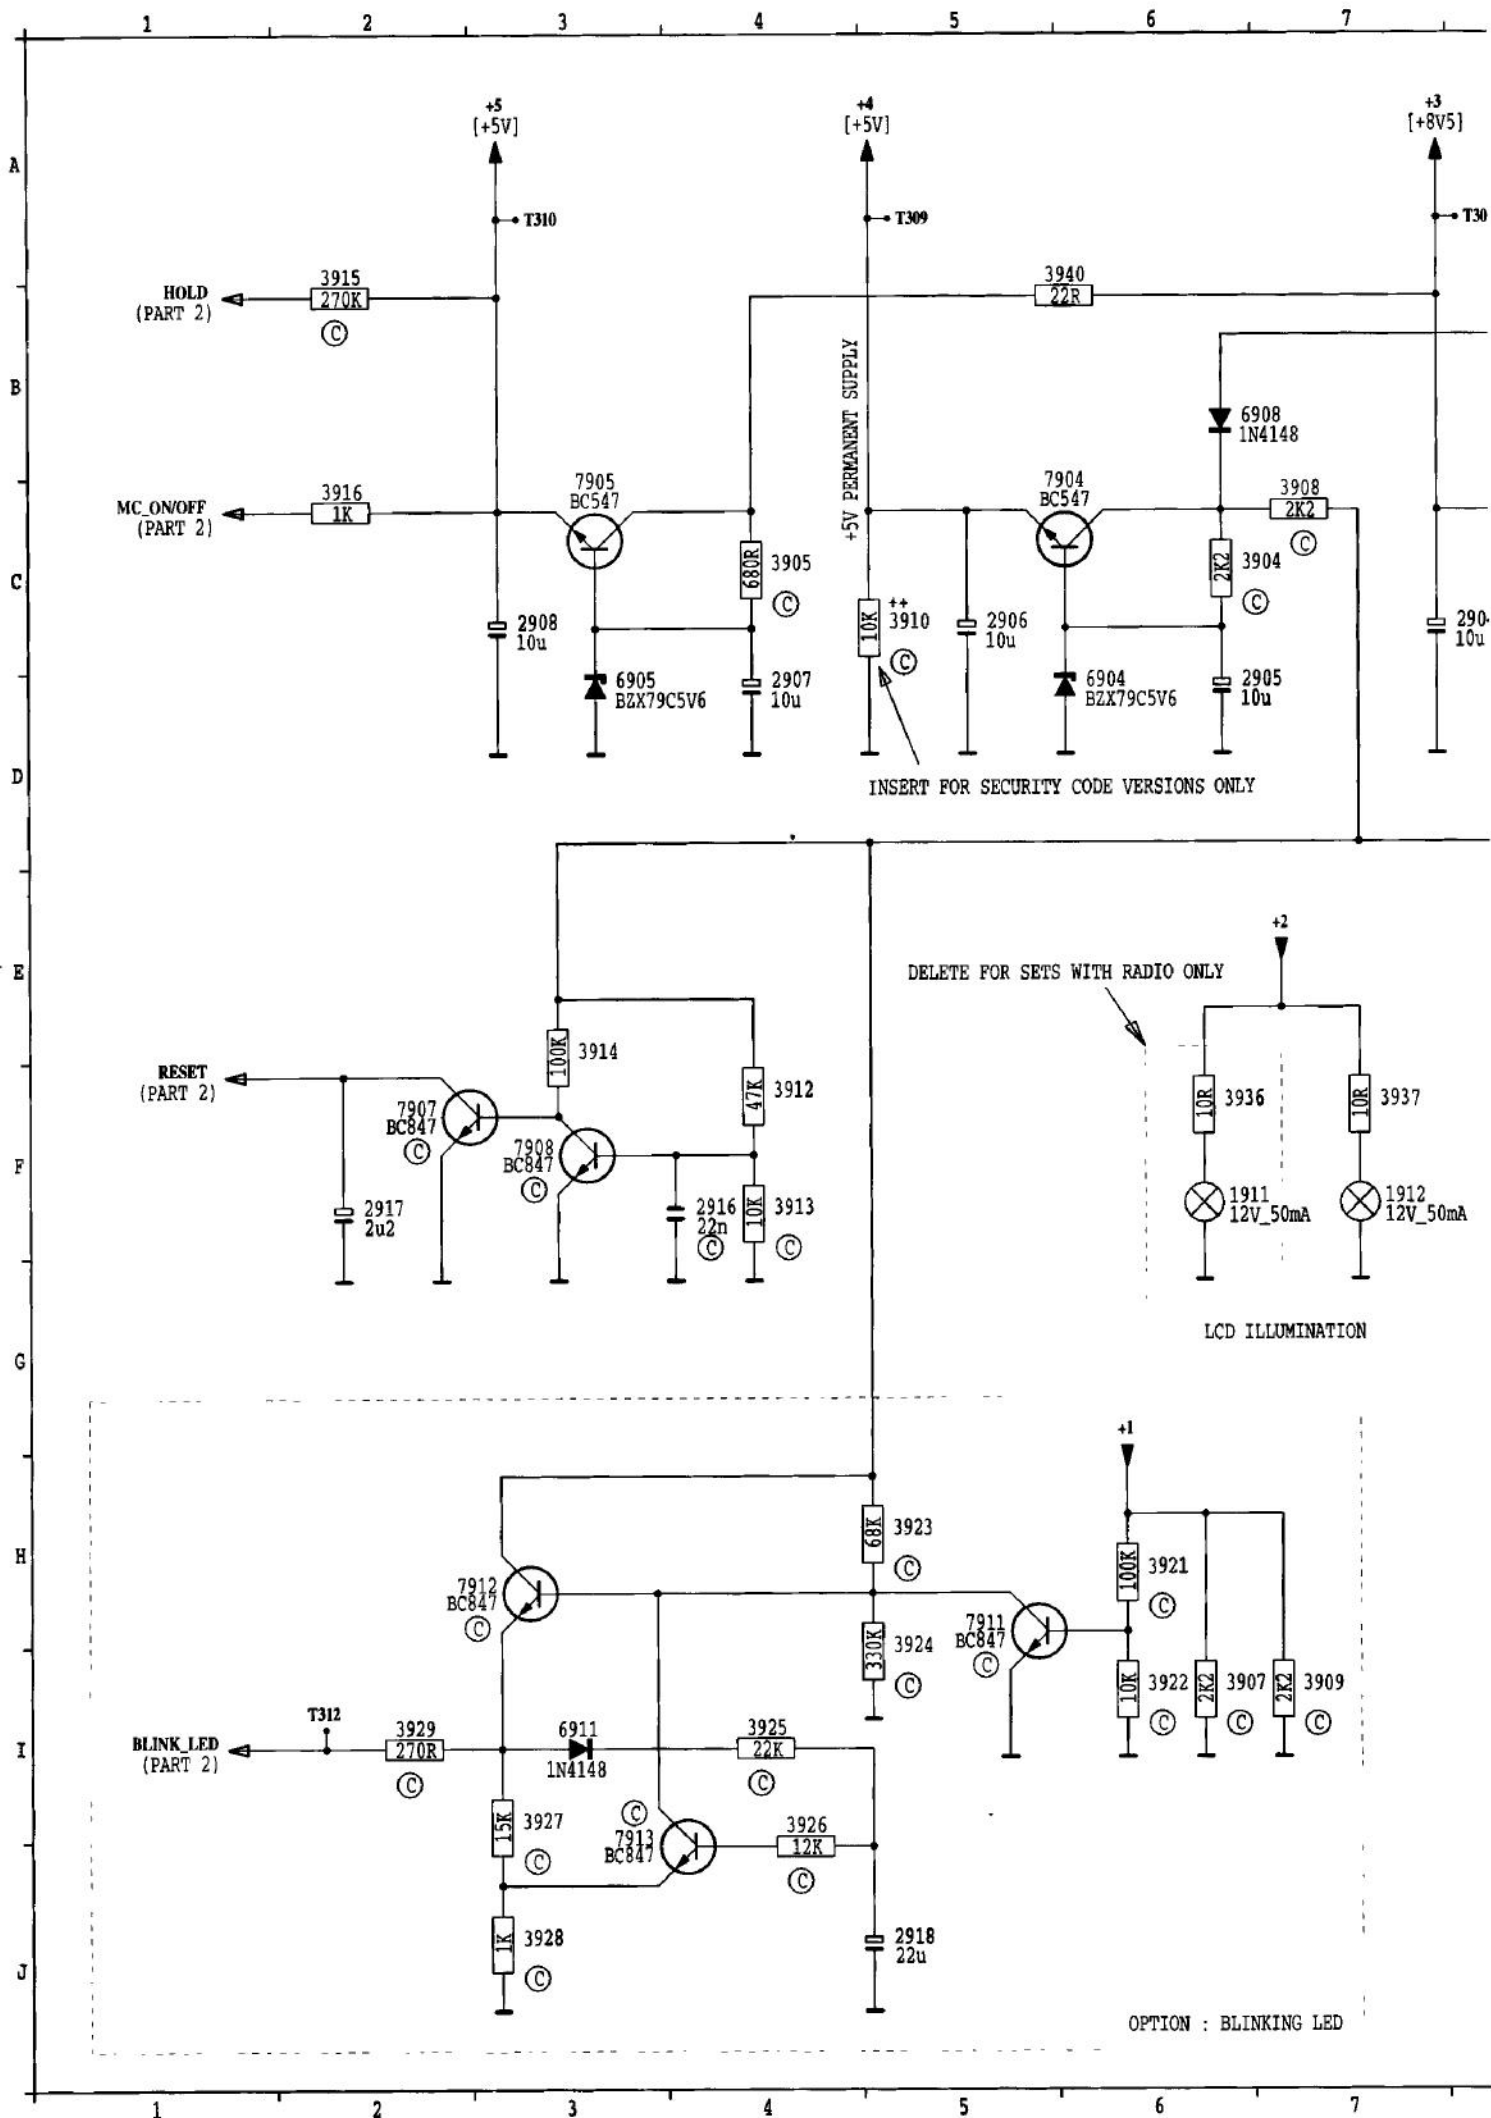 1 2 3 4 5 6 7
+5
[+5V]
+4
[+5V]
+3
[+8V5]
A
T310
T309
T30
HOLD
(PART 2)
3915
270K
C
3940
22R
B
+5V PERMANENT SUPPLY
6908
1N4148
MC_ON/OFF
(PART 2)
3916
1K
7905
BC547
7904
BC547
3908
2K2
C
C
680R
3905
C
2K2
3904
C
2908
10u
10K
++
3910
C
2906
10u
290
10u
6905
BZX79C5V6
2907
10u
6904
BZX79C5V6
2905
10u
D
INSERT FOR SECURITY CODE VERSIONS ONLY
+2
E
DELETE FOR SETS WITH RADIO ONLY
100K
3914
RESET
(PART 2)
47K
3912
10R
3936
10R
3937
7907
BC847
C
7908
BC847
C
F
2917
2u2
2916
22n
C
10K
3913
C
1911
12V_50mA
1912
12V_50mA
LCD ILLUMINATION
G
+1
68K
3923
C
H
100K
3921
C
7912
BC847
C
7911
BC847
C
330K
3924
C
10K
3922
C
2K2
3907
C
2K2
3909
C
T312
I
BLINK_LED
(PART 2)
3929
270R
C
6911
1N4148
3925
22K
C
15K
3927
C
C
7913
BC847
3926
12K
C
1K
3928
C
2918
22u
J
OPTION : BLINKING LED
1 2 3 4 5 6 7